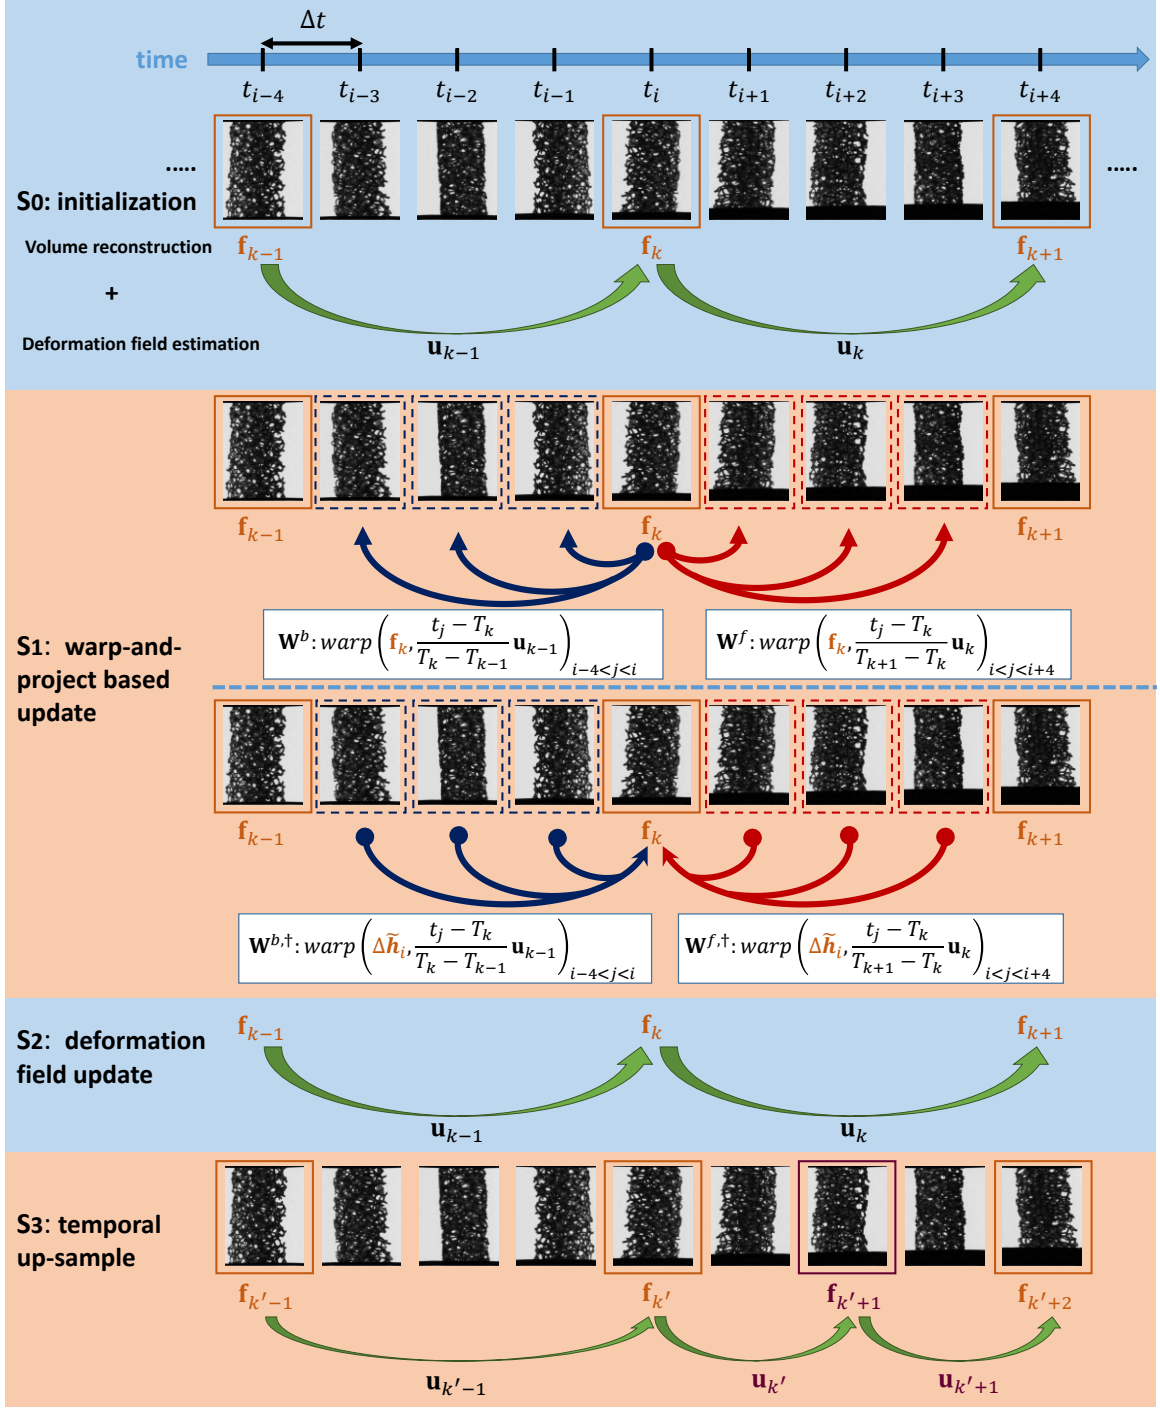 Δt
time
t_{i−4} t_{i−3} t_{i−2} t_{i−1} t_i t_{i+1} t_{i+2} t_{i+3} t_{i+4}
..... .....
S0: initialization
Volume reconstruction
+
Deformation field estimation
f_{k−1} f_k f_{k+1}
u_{k−1} u_k
f_{k−1} f_k f_{k+1}
S1: warp-and-
project based
update
W^b: warp(f_k, \frac{t_j − T_k}{T_k − T_{k−1}} u_{k−1})_{i−4<j<i}
W^f: warp(f_k, \frac{t_j − T_k}{T_{k+1} − T_k} u_k)_{i<j<i+4}
f_{k−1} f_k f_{k+1}
W^{b,†}: warp(Δ\tilde{h}_i, \frac{t_j − T_k}{T_k − T_{k−1}} u_{k−1})_{i−4<j<i}
W^{f,†}: warp(Δ\tilde{h}_i, \frac{t_j − T_k}{T_{k+1} − T_k} u_k)_{i<j<i+4}
S2: deformation
field update
f_{k−1} f_k f_{k+1}
u_{k−1} u_k
S3: temporal
up-sample
f_{k′−1} f_{k′} f_{k′+1} f_{k′+2}
u_{k′−1} u_{k′} u_{k′+1}